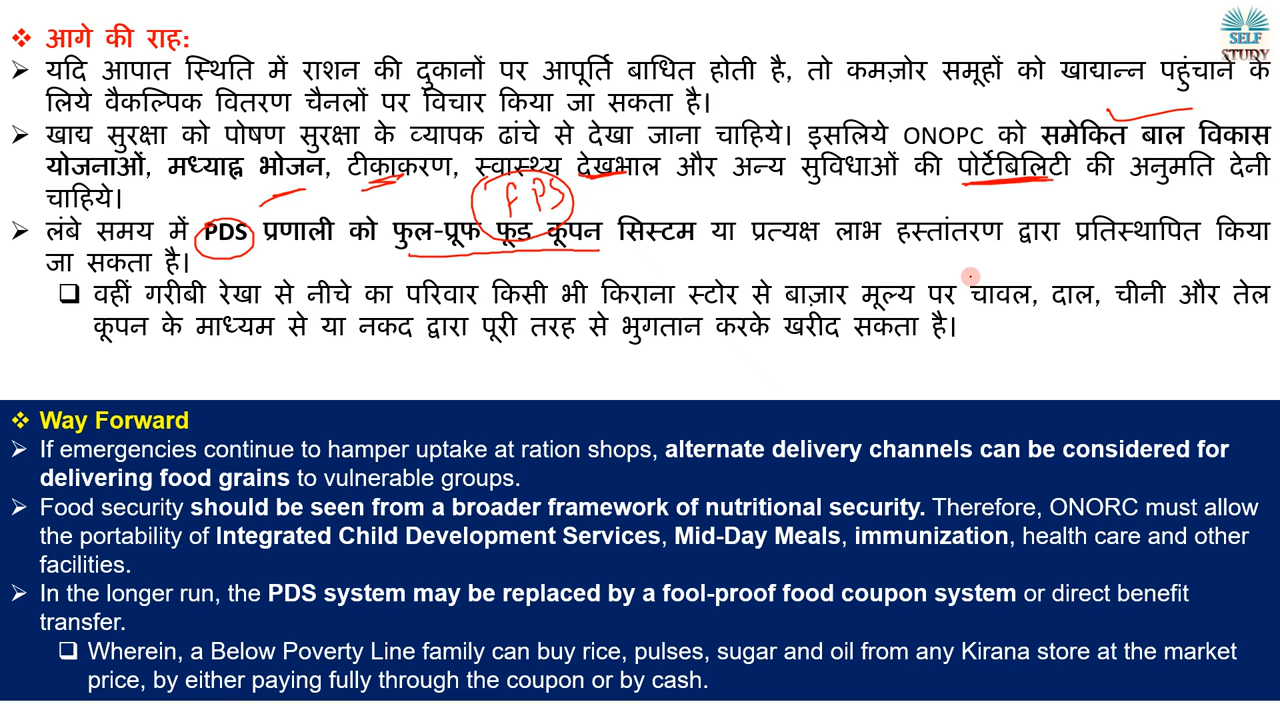 SELF
STUDY
❖ आगे की राह:
➤ यदि आपात स्थिति में राशन की दुकानों पर आपूर्ति बाधित होती है, तो कमज़ोर समूहों को खाद्यान्न पहुंचाने के
लिये वैकल्पिक वितरण चैनलों पर विचार किया जा सकता है।
➤ खाद्य सुरक्षा को पोषण सुरक्षा के व्यापक ढांचे से देखा जाना चाहिये। इसलिये ONOPC को समेकित बाल विकास
योजनाओं, मध्याह्न भोजन, टीकाकरण, स्वास्थ्य देखभाल और अन्य सुविधाओं की पोर्टेबिलिटी की अनुमति देनी
चाहिये।
FPS
➤ लंबे समय में PDS प्रणाली को फुल-प्रूफ फूड कूपन सिस्टम या प्रत्यक्ष लाभ हस्तांतरण द्वारा प्रतिस्थापित किया
जा सकता है।
❑ वहीं गरीबी रेखा से नीचे का परिवार किसी भी किराना स्टोर से बाज़ार मूल्य पर चावल, दाल, चीनी और तेल
कूपन के माध्यम से या नकद द्वारा पूरी तरह से भुगतान करके खरीद सकता है।
❖ Way Forward
➤ If emergencies continue to hamper uptake at ration shops, alternate delivery channels can be considered for
delivering food grains to vulnerable groups.
➤ Food security should be seen from a broader framework of nutritional security. Therefore, ONORC must allow
the portability of Integrated Child Development Services, Mid-Day Meals, immunization, health care and other
facilities.
➤ In the longer run, the PDS system may be replaced by a fool-proof food coupon system or direct benefit
transfer.
❑ Wherein, a Below Poverty Line family can buy rice, pulses, sugar and oil from any Kirana store at the market
price, by either paying fully through the coupon or by cash.